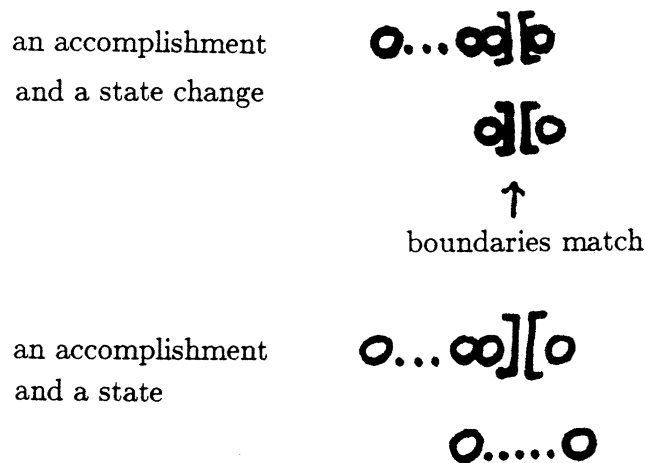 an accomplishment
and a state change
boundaries match
an accomplishment
and a state